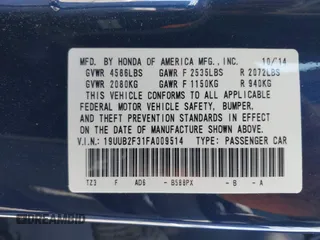 MFD. BY HONDA OF AMERICA MFG., INC. 10/14
GVWR 4586LBS GAWR F 2535LBS R 2072LBS
GVWR 2080KG GAWR F 1150KG R 940KG
THIS VEHICLE CONFORMS TO ALL APPLICABLE
FEDERAL MOTOR VEHICLE SAFETY, BUMPER,
AND THEFT PREVENTION STANDARDS IN EFFECT
ON THE DATE OF MANUFACTURE SHOWN ABOVE.
V.I.N.: 19UUB2F31FA009514 TYPE: PASSENGER CAR
TZ3 F AD6 - B588PX - B - A